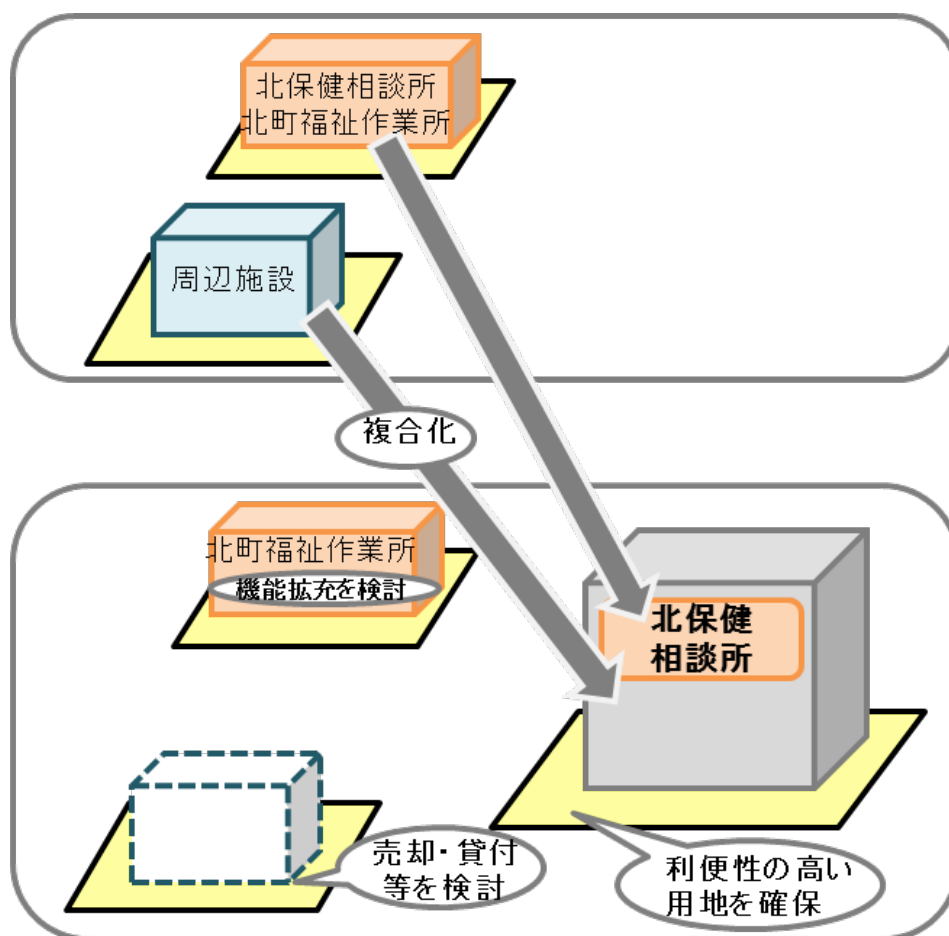 北保健相談所
北町福祉作業所
周辺施設
複合化
北町福祉作業所
機能拡充を検討
北保健
相談所
売却・貸付
等を検討
利便性の高い
用地を確保